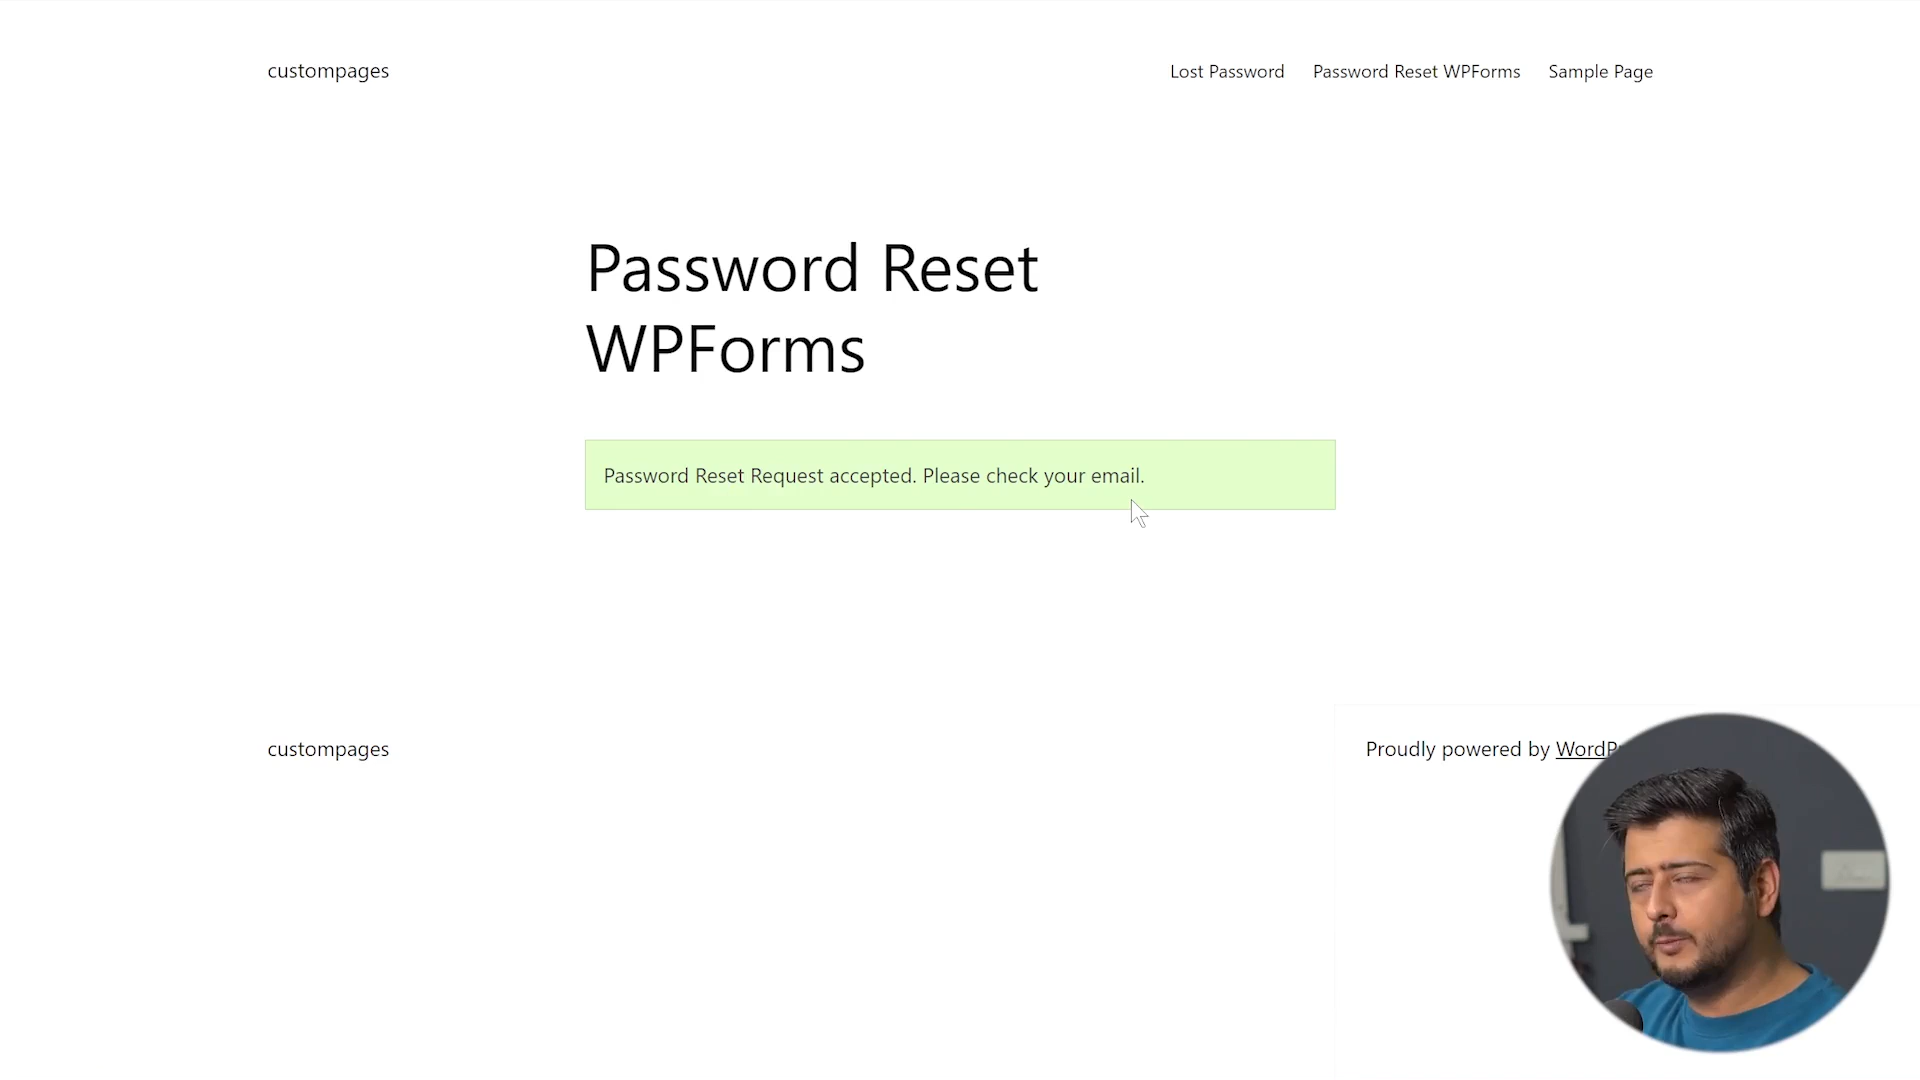 custompages
Lost Password
Password Reset WPForms
Sample Page
Password Reset
WPForms
Password Reset Request accepted. Please check your email.
custompages
Proudly powered by